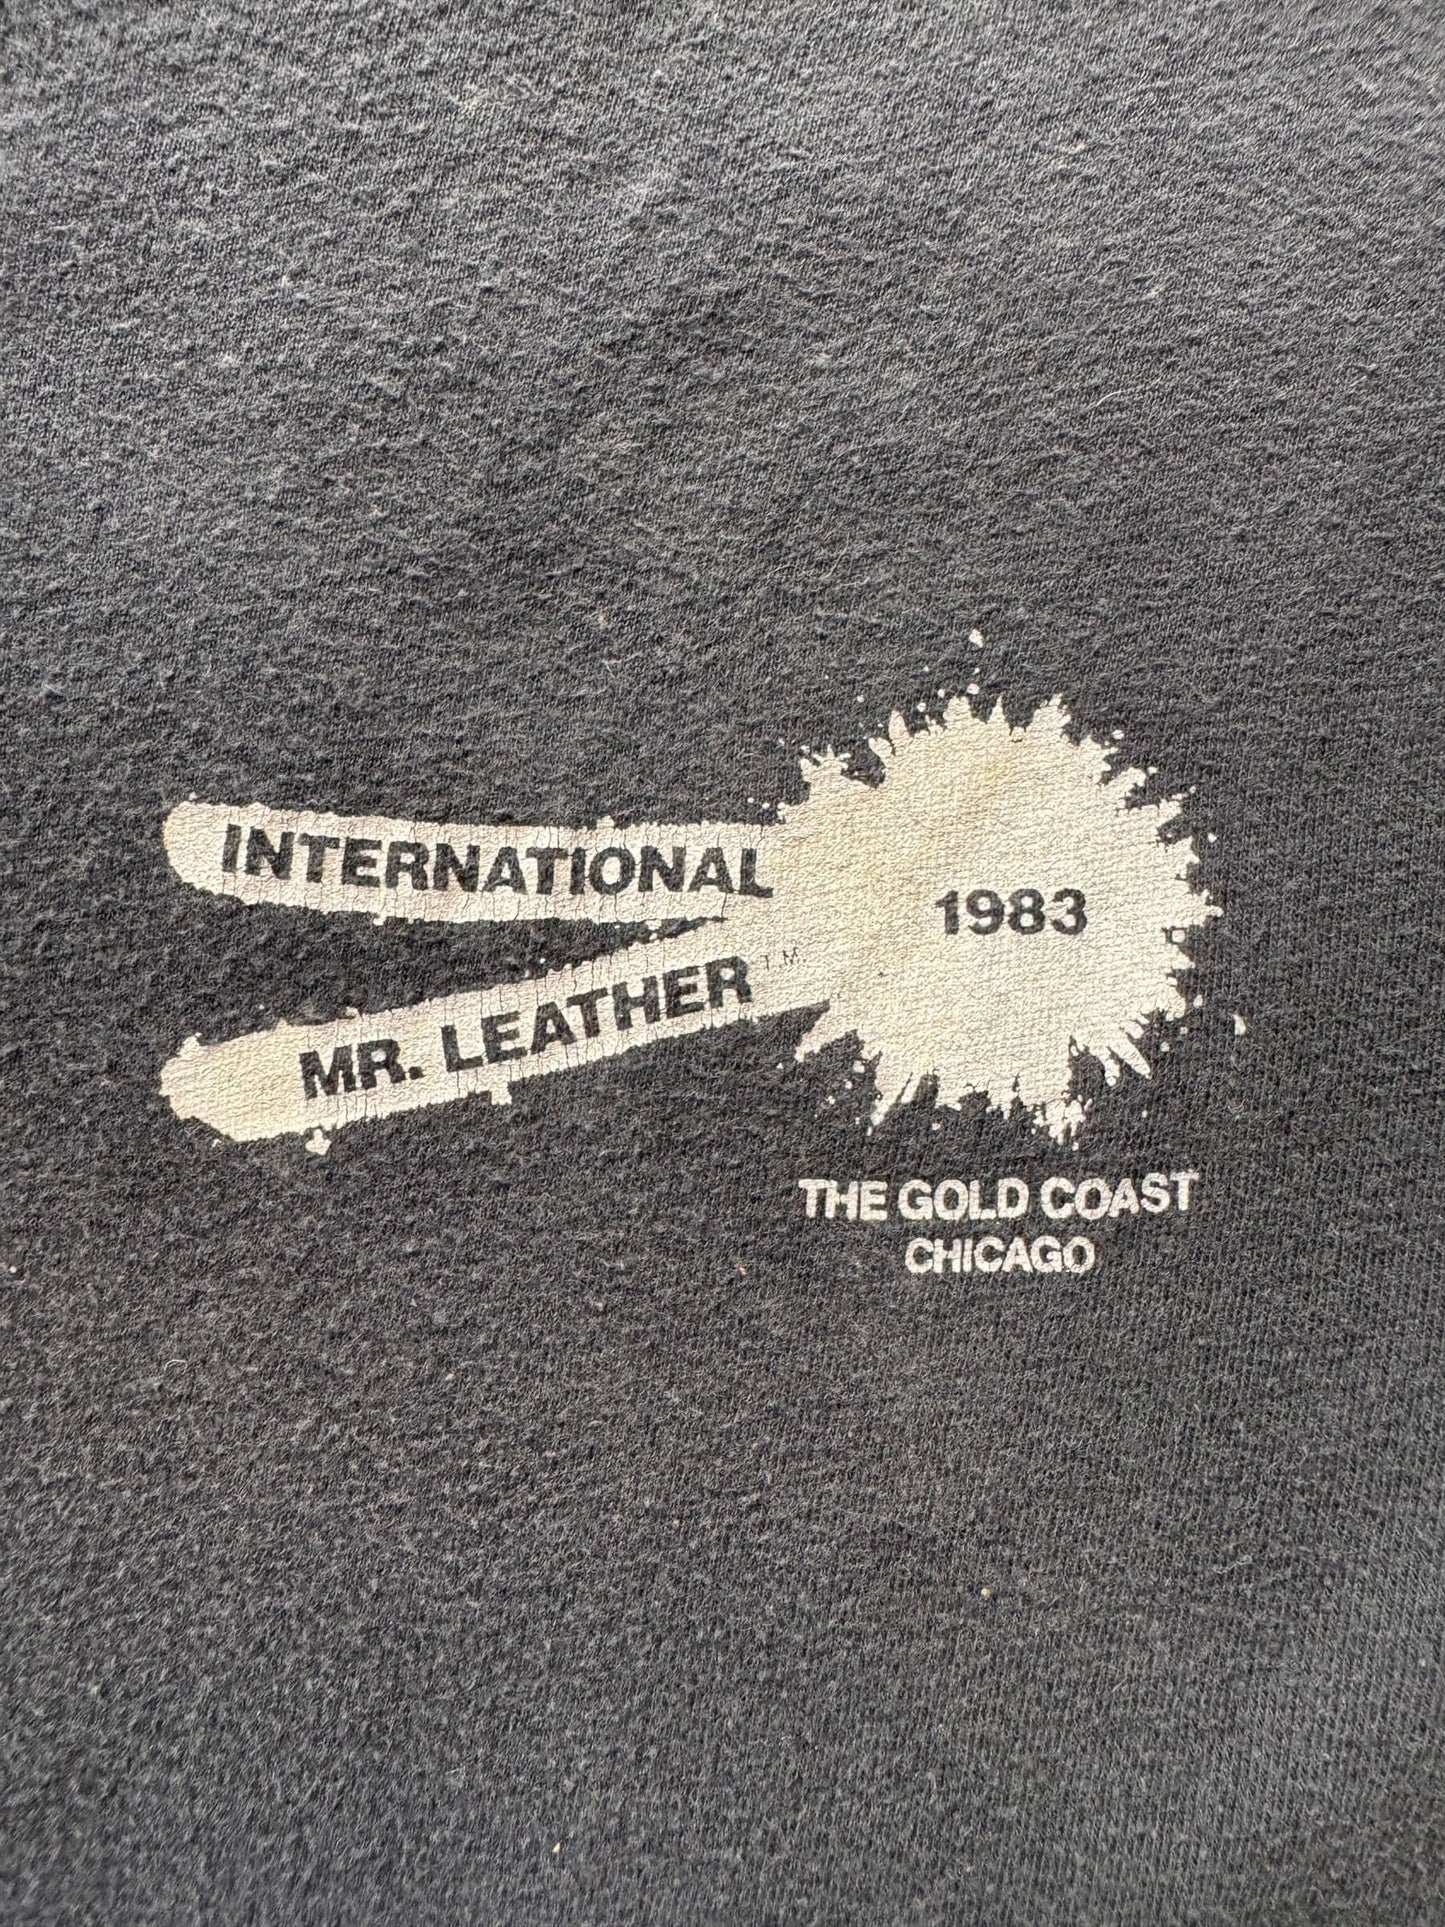 INTERNATIONAL
MR. LEATHER T.M.
1983
THE GOLD COAST
CHICAGO